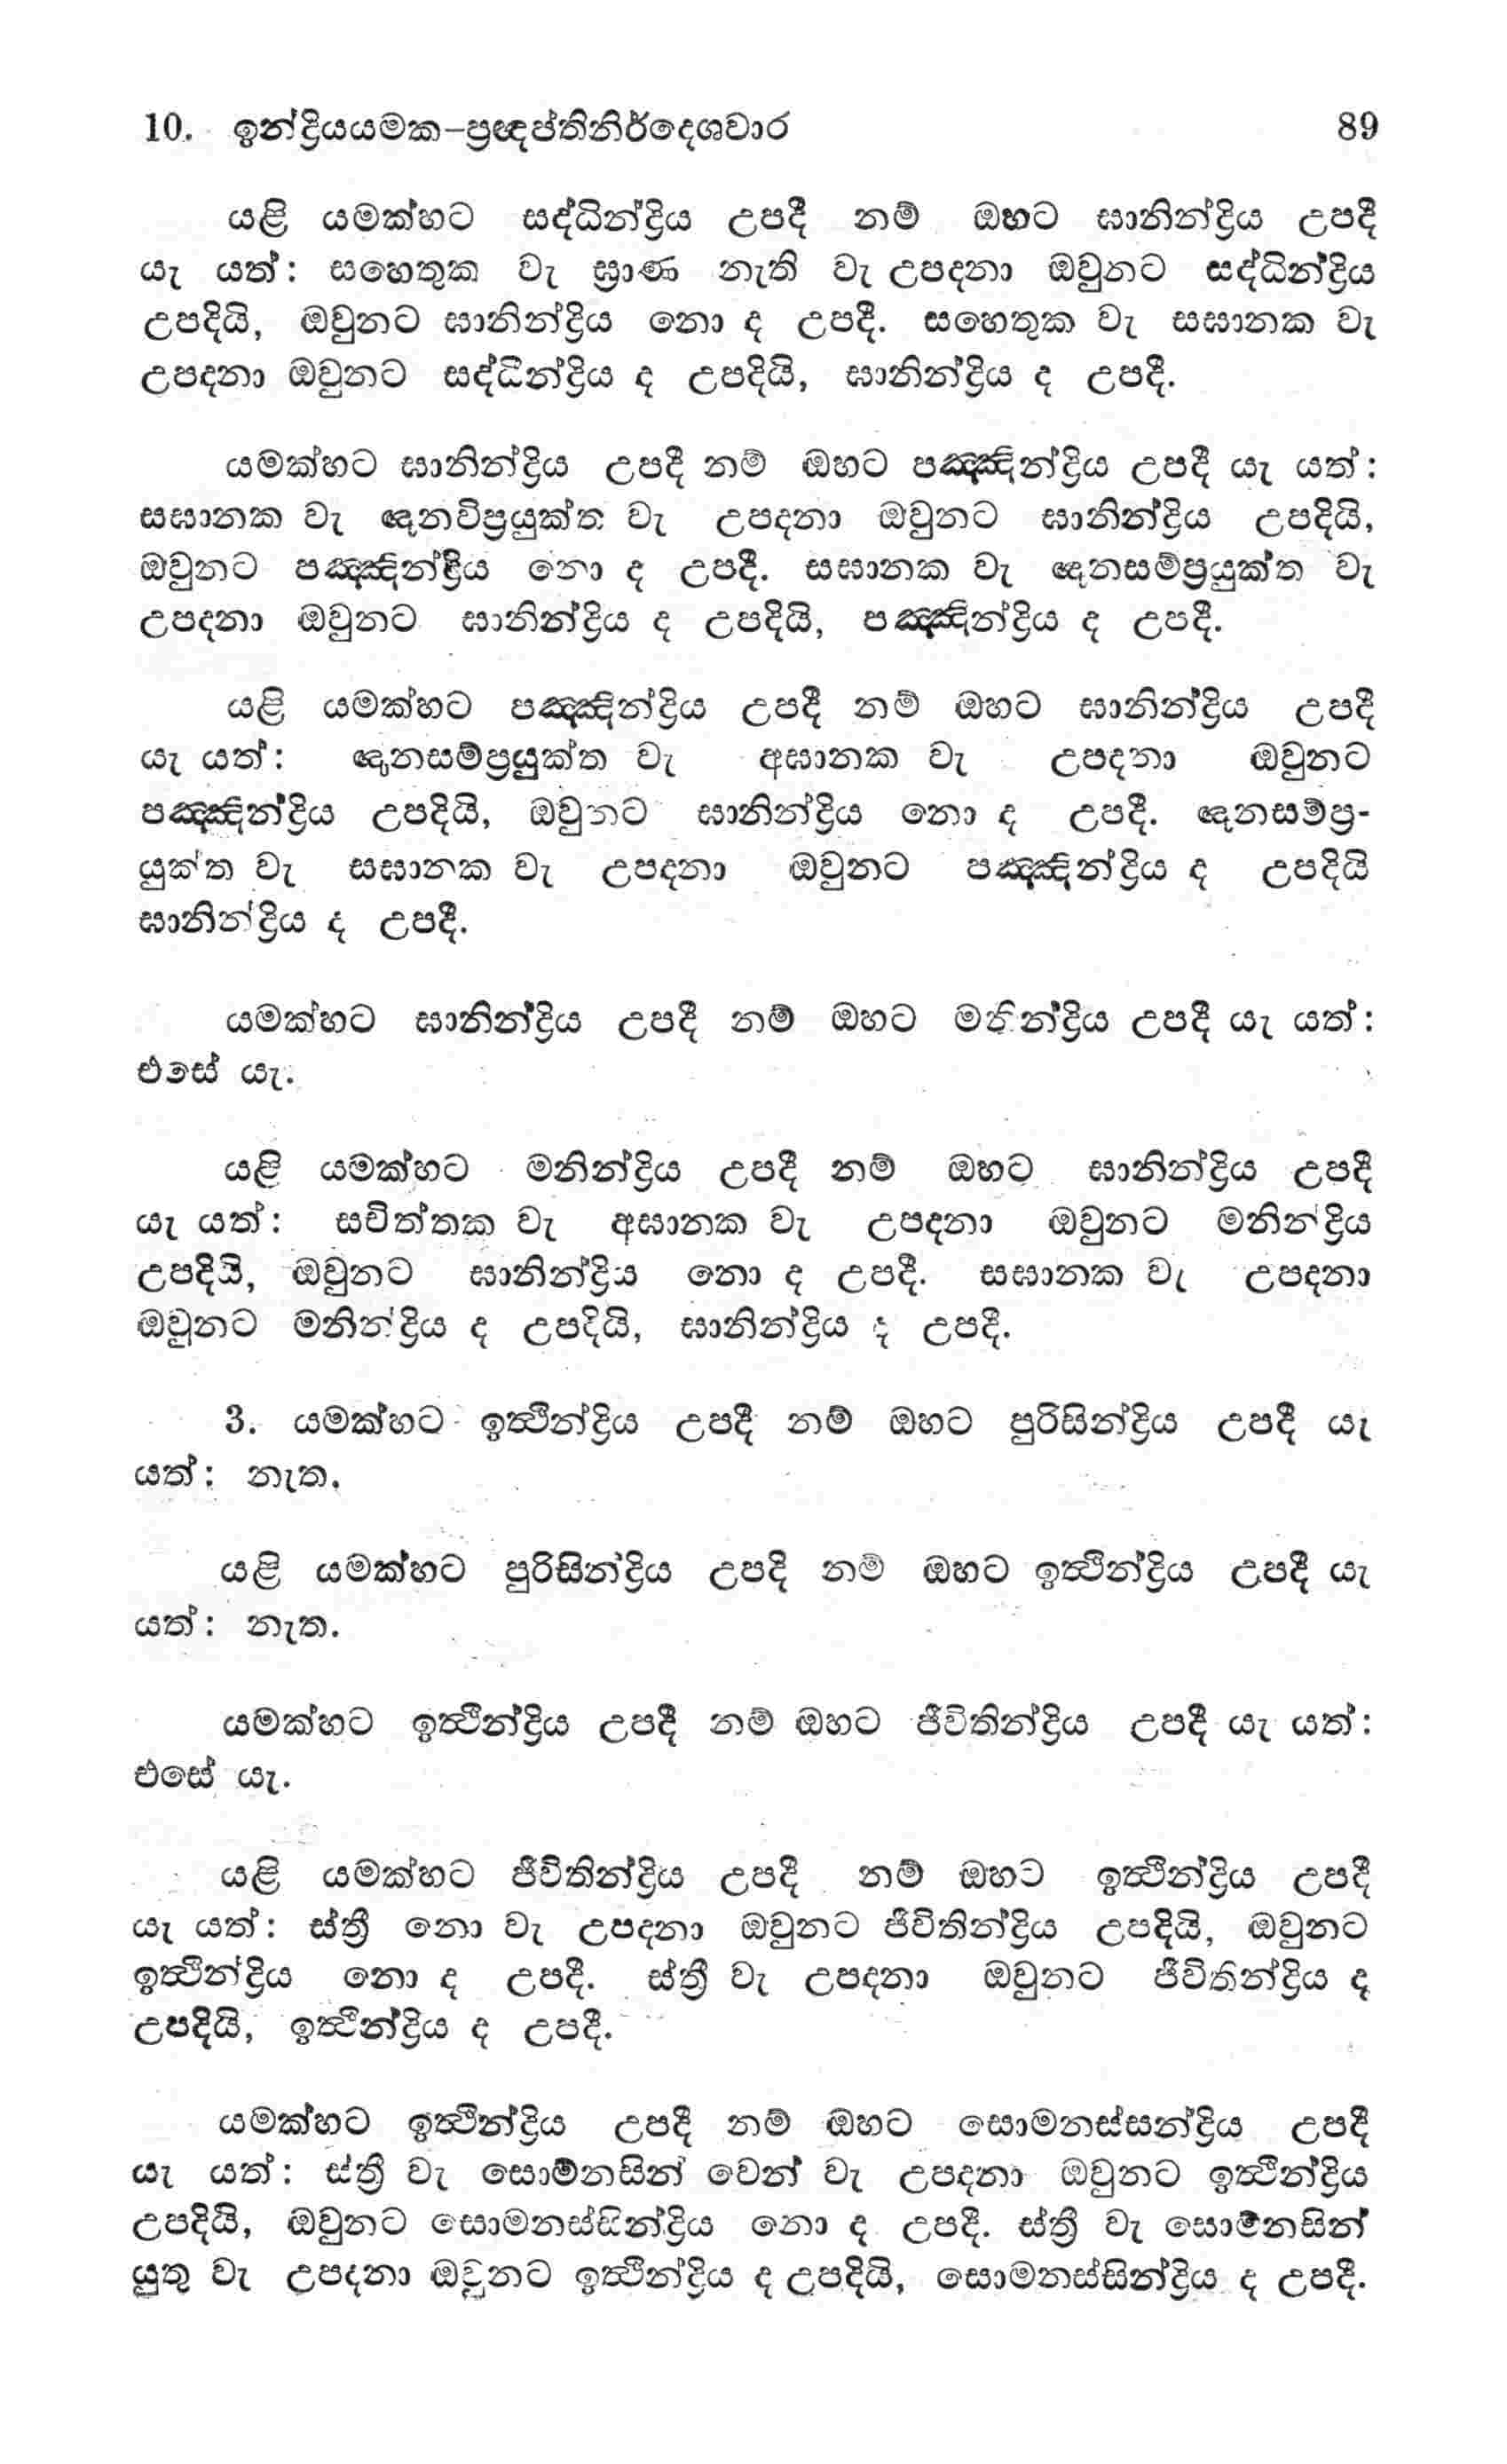 10. ඉන්ද්‍රියයමක-ප්‍රඥප්තිනිර්දෙශවාර 89
යළි යමක්හට සද්ධින්ද්‍රිය උපදී නම් ඔහට ඝානින්ද්‍රිය උපදී
යැ යත්: සහෙතුක වැ ඝ්‍රාණ නැති වැ උපදනා ඔවුනට සද්ධින්ද්‍රිය
උපදියි, ඔවුනට ඝානින්ද්‍රිය නො ද උපදී. සහෙතුක වැ සඝානක වැ
උපදනා ඔවුනට සද්ධින්ද්‍රිය ද උපදියි, ඝානින්ද්‍රිය ද උපදී.
යමක්හට ඝානින්ද්‍රිය උපදී නම් ඔහට පඤ්ඤින්ද්‍රිය උපදී යැ යත්:
සඝානක වැ ඥානවිප්‍රයුක්ත වැ උපදනා ඔවුනට ඝානින්ද්‍රිය උපදියි,
ඔවුනට පඤ්ඤින්ද්‍රිය නො ද උපදී. සඝානක වැ ඥානසම්ප්‍රයුක්ත වැ
උපදනා ඔවුනට ඝානින්ද්‍රිය ද උපදියි, පඤ්ඤින්ද්‍රිය ද උපදී.
යළි යමක්හට පඤ්ඤින්ද්‍රිය උපදී නම් ඔහට ඝානින්ද්‍රිය උපදී
යැ යත්: ඥානසම්ප්‍රයුක්ත වැ අඝානක වැ උපදනා ඔවුනට
පඤ්ඤින්ද්‍රිය උපදියි, ඔවුනට ඝානින්ද්‍රිය නො ද උපදී. ඥානසම්ප්‍ර-
යුක්ත වැ සඝානක වැ උපදනා ඔවුනට පඤ්ඤින්ද්‍රිය ද උපදියි
ඝානින්ද්‍රිය ද උපදී.
යමක්හට ඝානින්ද්‍රිය උපදී නම් ඔහට මනින්ද්‍රිය උපදී යැ යත්:
එසේ යැ.
යළි යමක්හට මනින්ද්‍රිය උපදී නම් ඔහට ඝානින්ද්‍රිය උපදී
යැ යත්: සචිත්තක වැ අඝානක වැ උපදනා ඔවුනට මනින්ද්‍රිය
උපදියි, ඔවුනට ඝානින්ද්‍රිය නො ද උපදී. සඝානක වැ උපදනා
ඔවුනට මනින්ද්‍රිය ද උපදියි, ඝානින්ද්‍රිය ද උපදී.
3. යමක්හට ඉත්‍ථින්ද්‍රිය උපදී නම් ඔහට පුරිසින්ද්‍රිය උපදී යැ
යත්: නැත.
යළි යමක්හට පුරිසින්ද්‍රිය උපදි නම් ඔහට ඉත්‍ථින්ද්‍රිය උපදී යැ
යත්: නැත.
යමක්හට ඉත්‍ථින්ද්‍රිය උපදී නම් ඔහට ජීවිතින්ද්‍රිය උපදී යැ යත්:
එසේ යැ.
යළි යමක්හට ජීවිතින්ද්‍රිය උපදී නම් ඔහට ඉත්‍ථින්ද්‍රිය උපදී
යැ යත්: ස්ත්‍රී නො වැ උපදනා ඔවුනට ජීවිතින්ද්‍රිය උපදියි, ඔවුනට
ඉත්‍ථින්ද්‍රිය නො ද උපදී. ස්ත්‍රී වැ උපදනා ඔවුනට ජීවිතින්ද්‍රිය ද
උපදියි, ඉත්‍ථින්ද්‍රිය ද උපදී.
යමක්හට ඉත්‍ථින්ද්‍රිය උපදී නම් ඔහට සොමනස්සන්ද්‍රිය උපදී
යැ යත්: ස්ත්‍රී වැ සොම්නසින් වෙන් වැ උපදනා ඔවුනට ඉත්‍ථින්ද්‍රිය
උපදියි, ඔවුනට සොමනස්සින්ද්‍රිය නො ද උපදී. ස්ත්‍රී වැ සොම්නසින්
යුතු වැ උපදනා ඔවුනට ඉත්‍ථින්ද්‍රිය ද උපදියි, සොමනස්සින්ද්‍රිය ද උපදී.